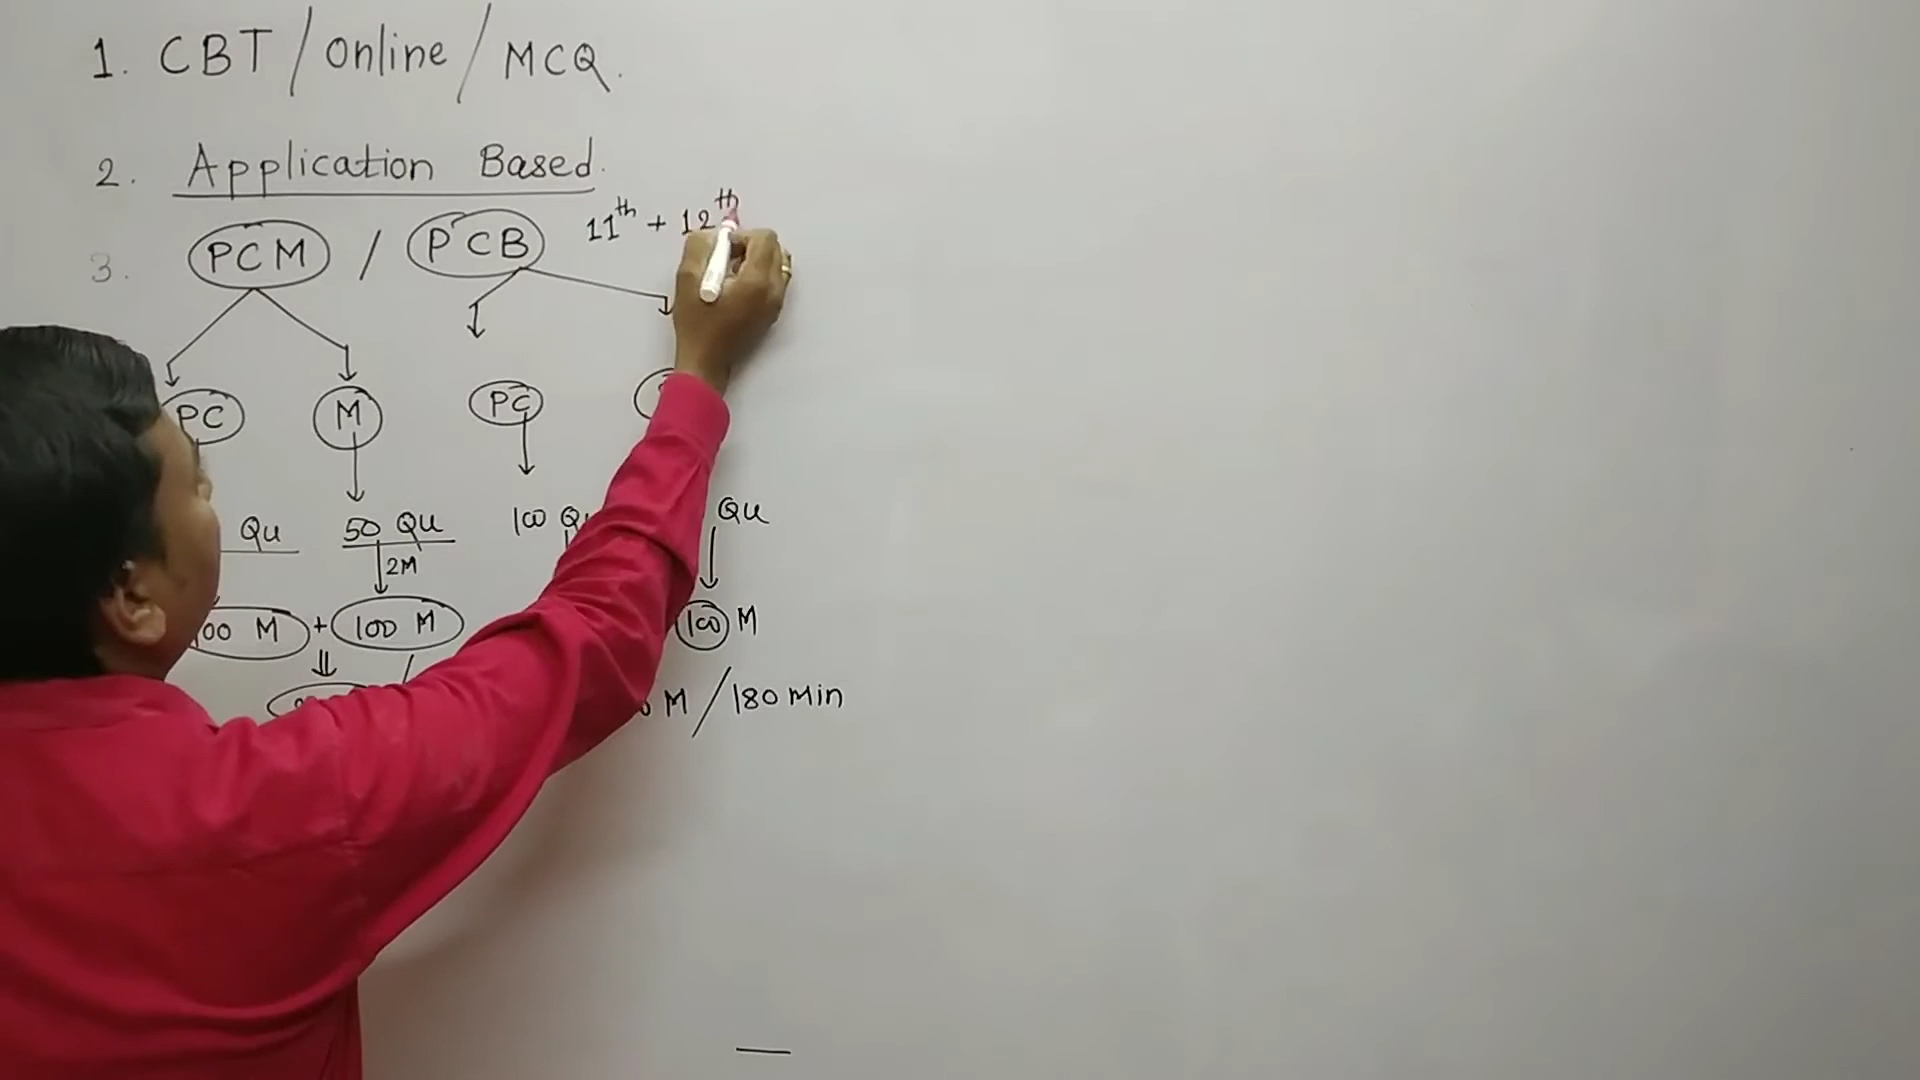 1. CBT / Online / MCQ.
2. Application Based.
11th + 12th
3. PCM / PCB
PC M PC
Qu 50 Qu 100 Qu Qu
2M
00 M + 100 M 100 M
M / 180 Min